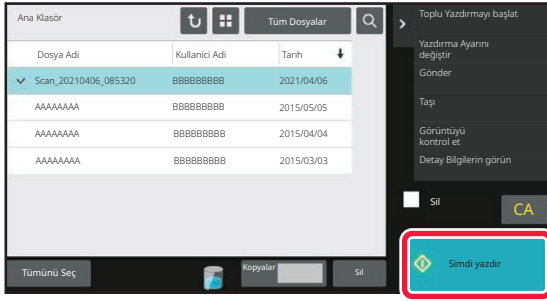 Ana Klasör
Tüm Dosyalar
Dosya Adi
Kullanici Adi
Tarih
Scan_20210406_085320 BBBBBBBBB 2021/04/06
AAAAAAAA BBBBBBBBB 2015/05/05
AAAAAAAA BBBBBBBBB 2015/04/04
AAAAAAAA BBBBBBBBB 2015/03/03
Tümünü Seç
Kopyalar
Sıl
Toplu Yazdırmayı başlat
Yazdırma Ayarını
değiştir
Gönder
Taşı
Görüntüyü
kontrol et
Detay Bilgilerin görün
Sil
CA
Simdi yazdır